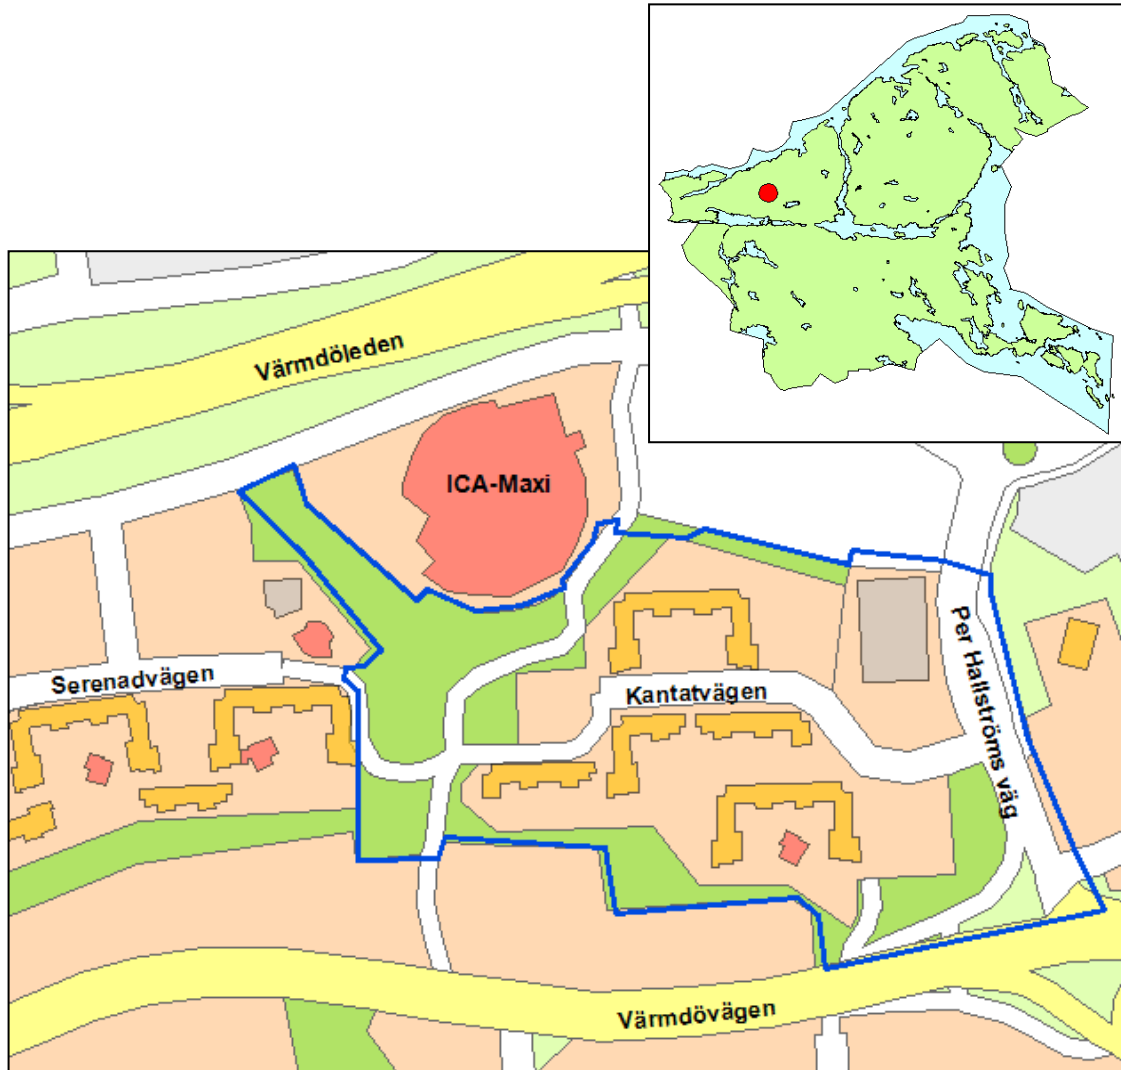 Värmdöleden
ICA-Maxi
Serenadvägen
Kantatvägen
Per Hallströms väg
Värmdövägen